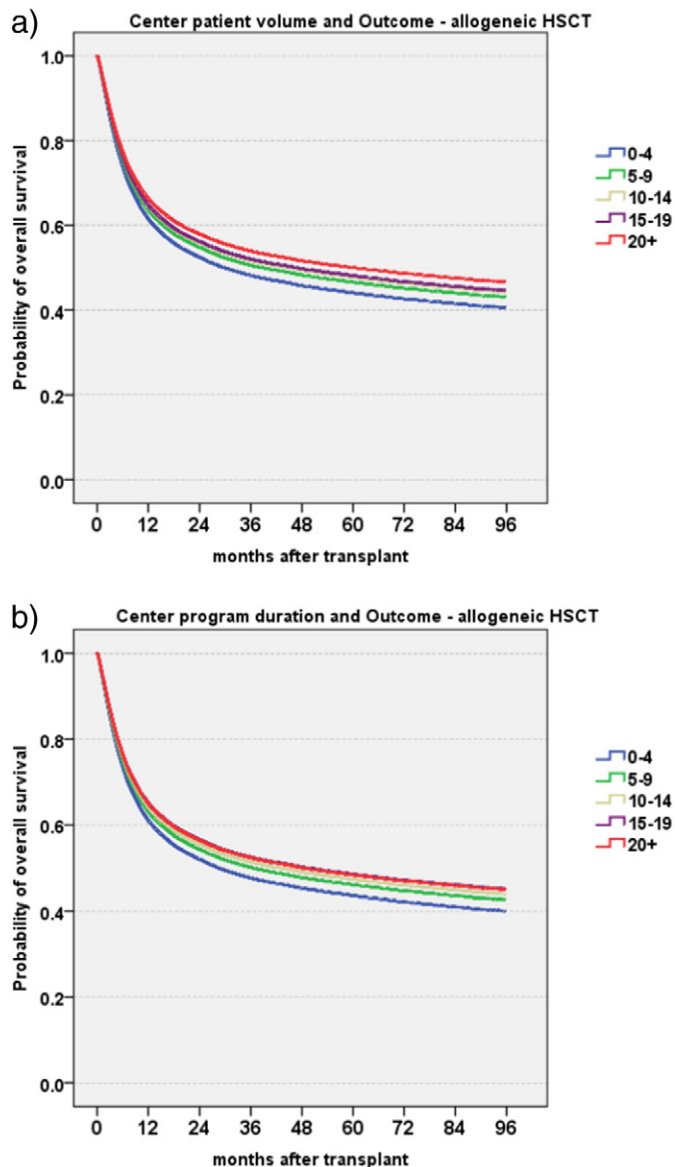 a)
Center patient volume and Outcome - allogeneic HSCT
Probability of overall survival
1.0
0.8
0.6
0.4
0.2
0.0
0 12 24 36 48 60 72 84 96
months after transplant
0-4
5-9
10-14
15-19
20+
b)
Center program duration and Outcome - allogeneic HSCT
Probability of overall survival
1.0
0.8
0.6
0.4
0.2
0.0
0 12 24 36 48 60 72 84 96
months after transplant
0-4
5-9
10-14
15-19
20+